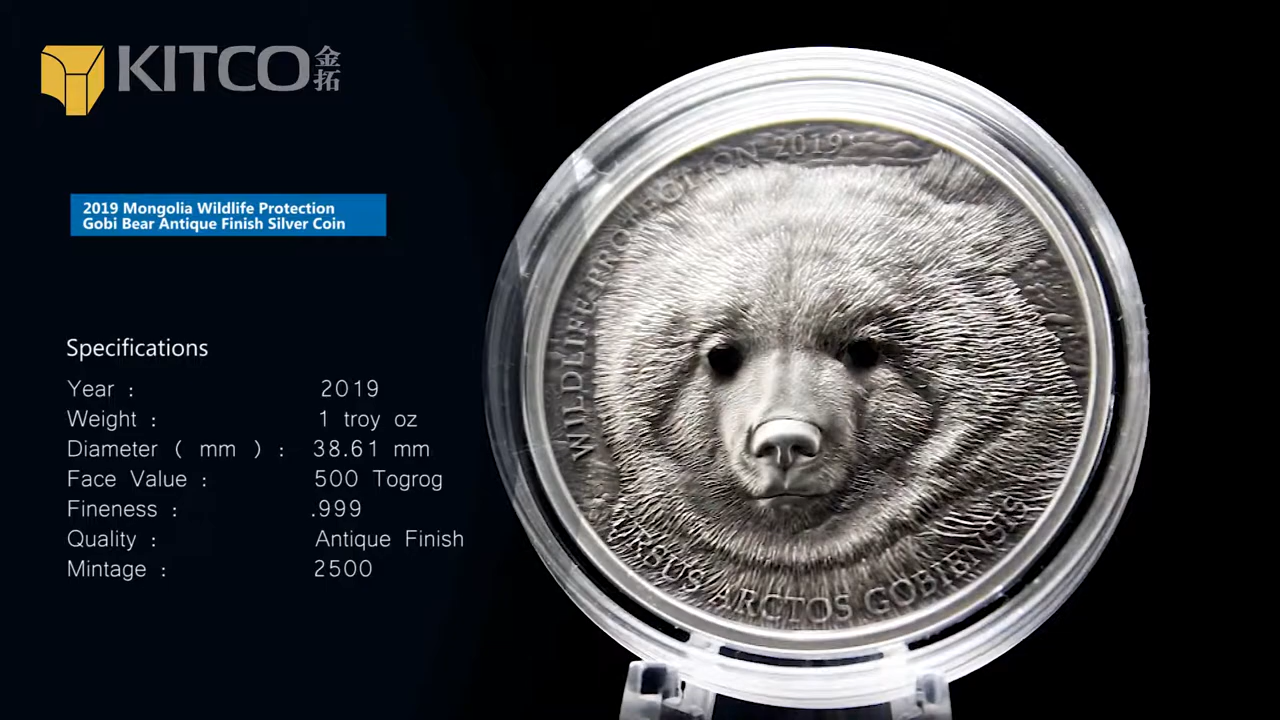 KITCO 金拓
2019 Mongolia Wildlife Protection
Gobi Bear Antique Finish Silver Coin
Specifications
Year : 2019
Weight : 1 troy oz
Diameter ( mm ) : 38.61 mm
Face Value : 500 Togrog
Fineness : .999
Quality : Antique Finish
Mintage : 2500
WILDLIFE PROTECTION 2019
URSUS ARCTOS GOBIENSIS